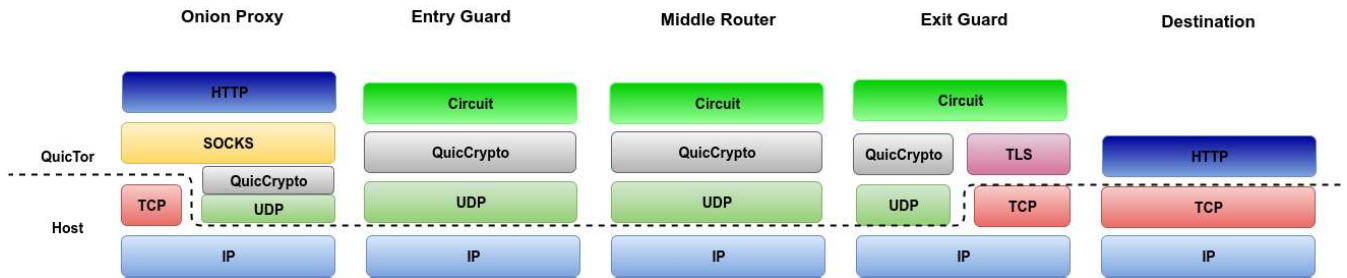 Onion Proxy Entry Guard Middle Router Exit Guard Destination
HTTP
Circuit Circuit Circuit
SOCKS QuicCrypto QuicCrypto QuicCrypto TLS HTTP
QuicTor
QuicCrypto
TCP UDP UDP UDP UDP TCP TCP
Host
IP IP IP IP IP